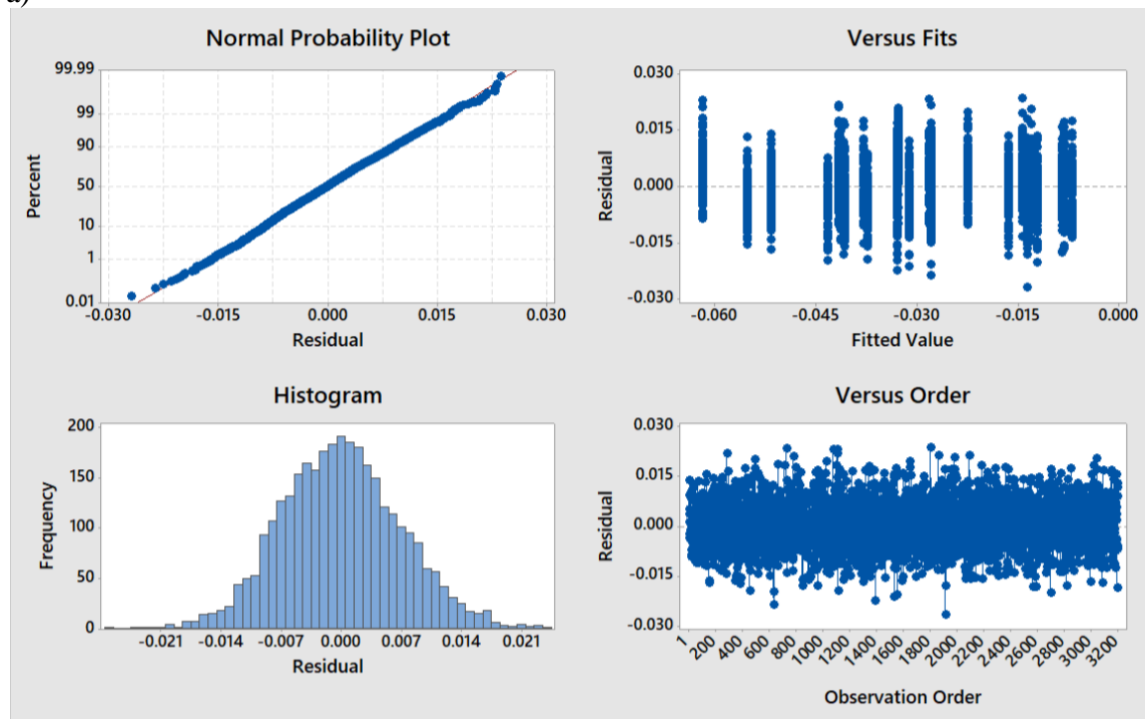 a)
Normal Probability Plot
99.99
99
90
50
10
1
0.01
Percent
-0.030 -0.015 0.000 0.015 0.030
Residual
Versus Fits
0.030
0.015
0.000
-0.015
-0.030
Residual
-0.060 -0.045 -0.030 -0.015 0.000
Fitted Value
Histogram
200
150
100
50
0
Frequency
-0.021 -0.014 -0.007 0.000 0.007 0.014 0.021
Residual
Versus Order
0.030
0.015
0.000
-0.015
-0.030
Residual
1 200 400 600 800 1000 1200 1400 1600 1800 2000 2200 2400 2600 2800 3000 3200
Observation Order